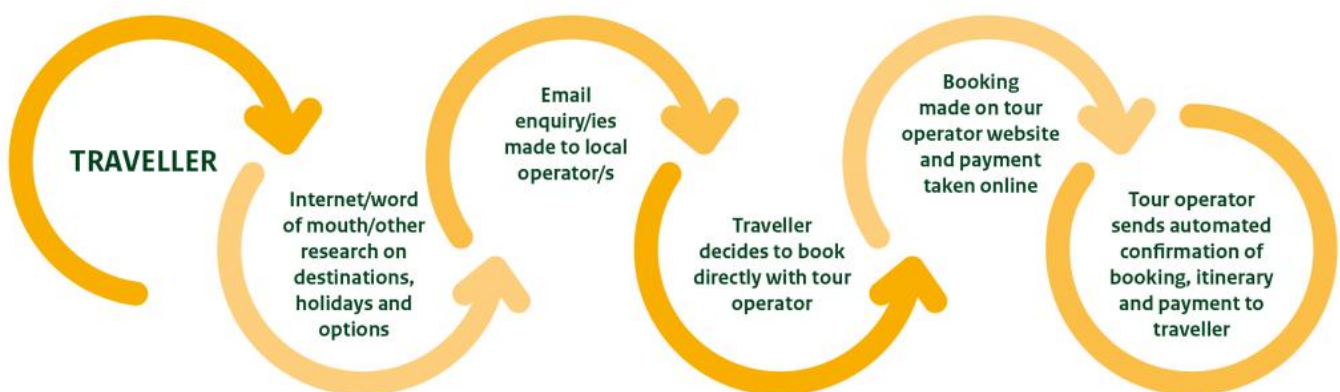 TRAVELLER
Internet/word
of mouth/other
research on
destinations,
holidays and
options
Email
enquiry/ies
made to local
operator/s
Traveller
decides to book
directly with tour
operator
Booking
made on tour
operator website
and payment
taken online
Tour operator
sends automated
confirmation of
booking, itinerary
and payment to
traveller